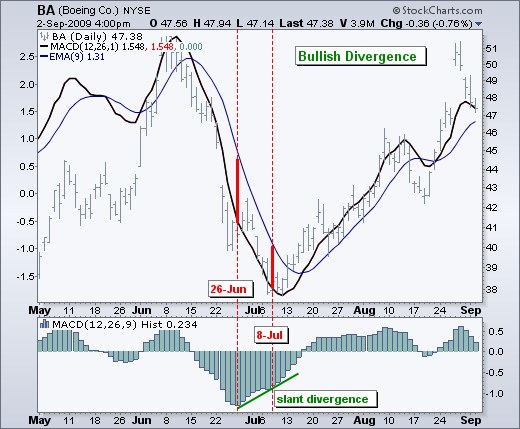 BA (Boeing Co.) NYSE
© StockCharts.com
2-Sep-2009 4:00pm
O 47.56 H 47.94 L 47.14 Last 47.38 V 3.9M Chg -0.36 (-0.76%)
BA (Daily) 47.38
MACD(12,26,1) 1.548, 1.548, 0.000
EMA(9) 1.31
Bullish Divergence
2.5
2.0
1.5
1.0
0.5
0.0
-0.5
-1.0
-1.5
51
50
49
48
47
46
45
44
43
42
41
40
39
38
26-Jun
May 11 18 26 Jun 8 15 22 Jul6 13 20 27 Aug 10 17 24 Sep
MACD(12,26,9) Hist 0.234
8-Jul
0.5
0.0
-0.5
-1.0
slant divergence
May 11 18 26 Jun 8 15 22 Jul6 13 20 27 Aug 10 17 24 Sep